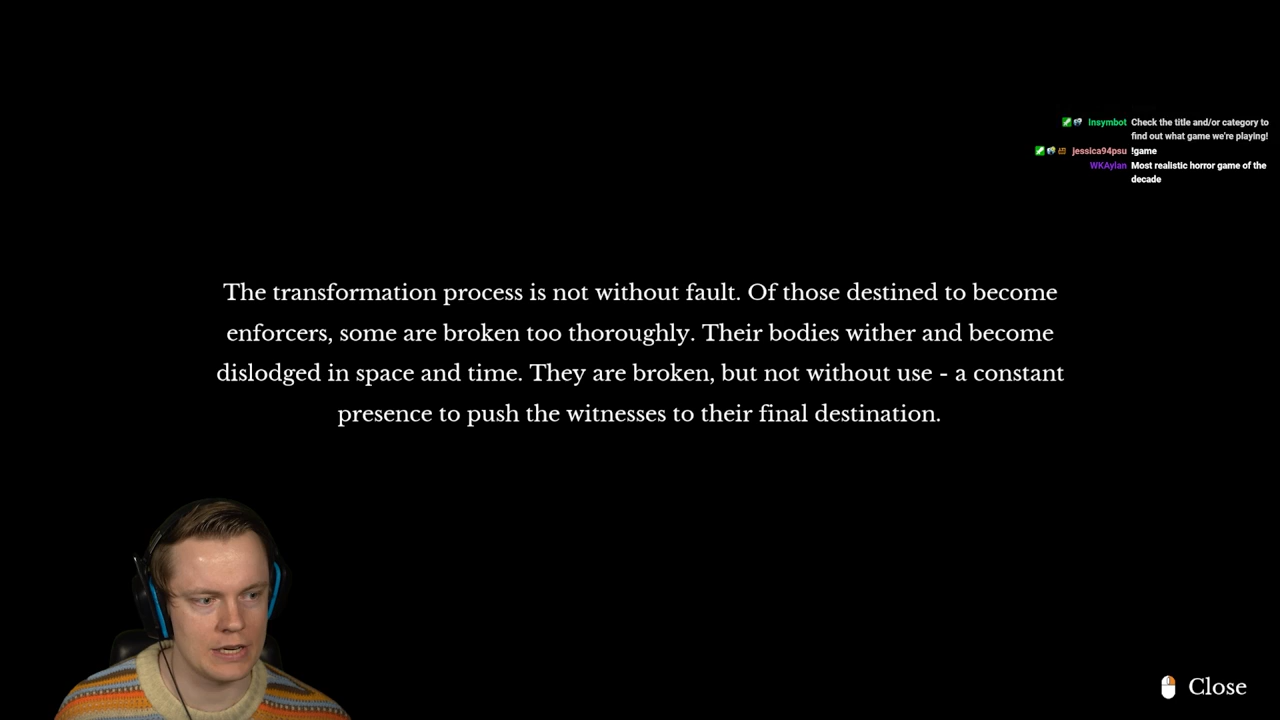 Insymbot Check the title and/or category to
find out what game we're playing!
jessica94psu !game
WKAylan Most realistic horror game of the
decade
The transformation process is not without fault. Of those destined to become
enforcers, some are broken too thoroughly. Their bodies wither and become
dislodged in space and time. They are broken, but not without use - a constant
presence to push the witnesses to their final destination.
Close